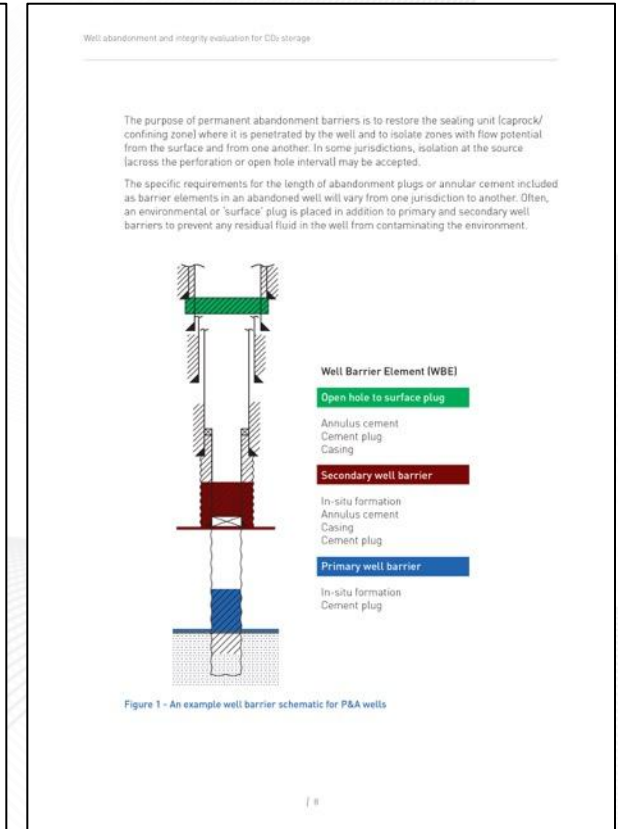 Well abandonment and integrity evaluation for CO₂ storage
The purpose of permanent abandonment barriers is to restore the sealing unit (caprock/
confining zone) where it is penetrated by the well and to isolate zones with flow potential
from the surface and from one another. In some jurisdictions, isolation at the source
(across the perforation or open hole interval) may be accepted.
The specific requirements for the length of abandonment plugs or annular cement included
as barrier elements in an abandoned well will vary from one jurisdiction to another. Often,
an environmental or ‘surface’ plug is placed in addition to primary and secondary well
barriers to prevent any residual fluid in the well from contaminating the environment.
Well Barrier Element (WBE)
Open hole to surface plug
Annulus cement
Cement plug
Casing
Secondary well barrier
In-situ formation
Annulus cement
Casing
Cement plug
Primary well barrier
In-situ formation
Cement plug
Figure 1 - An example well barrier schematic for P&A wells
/ 8